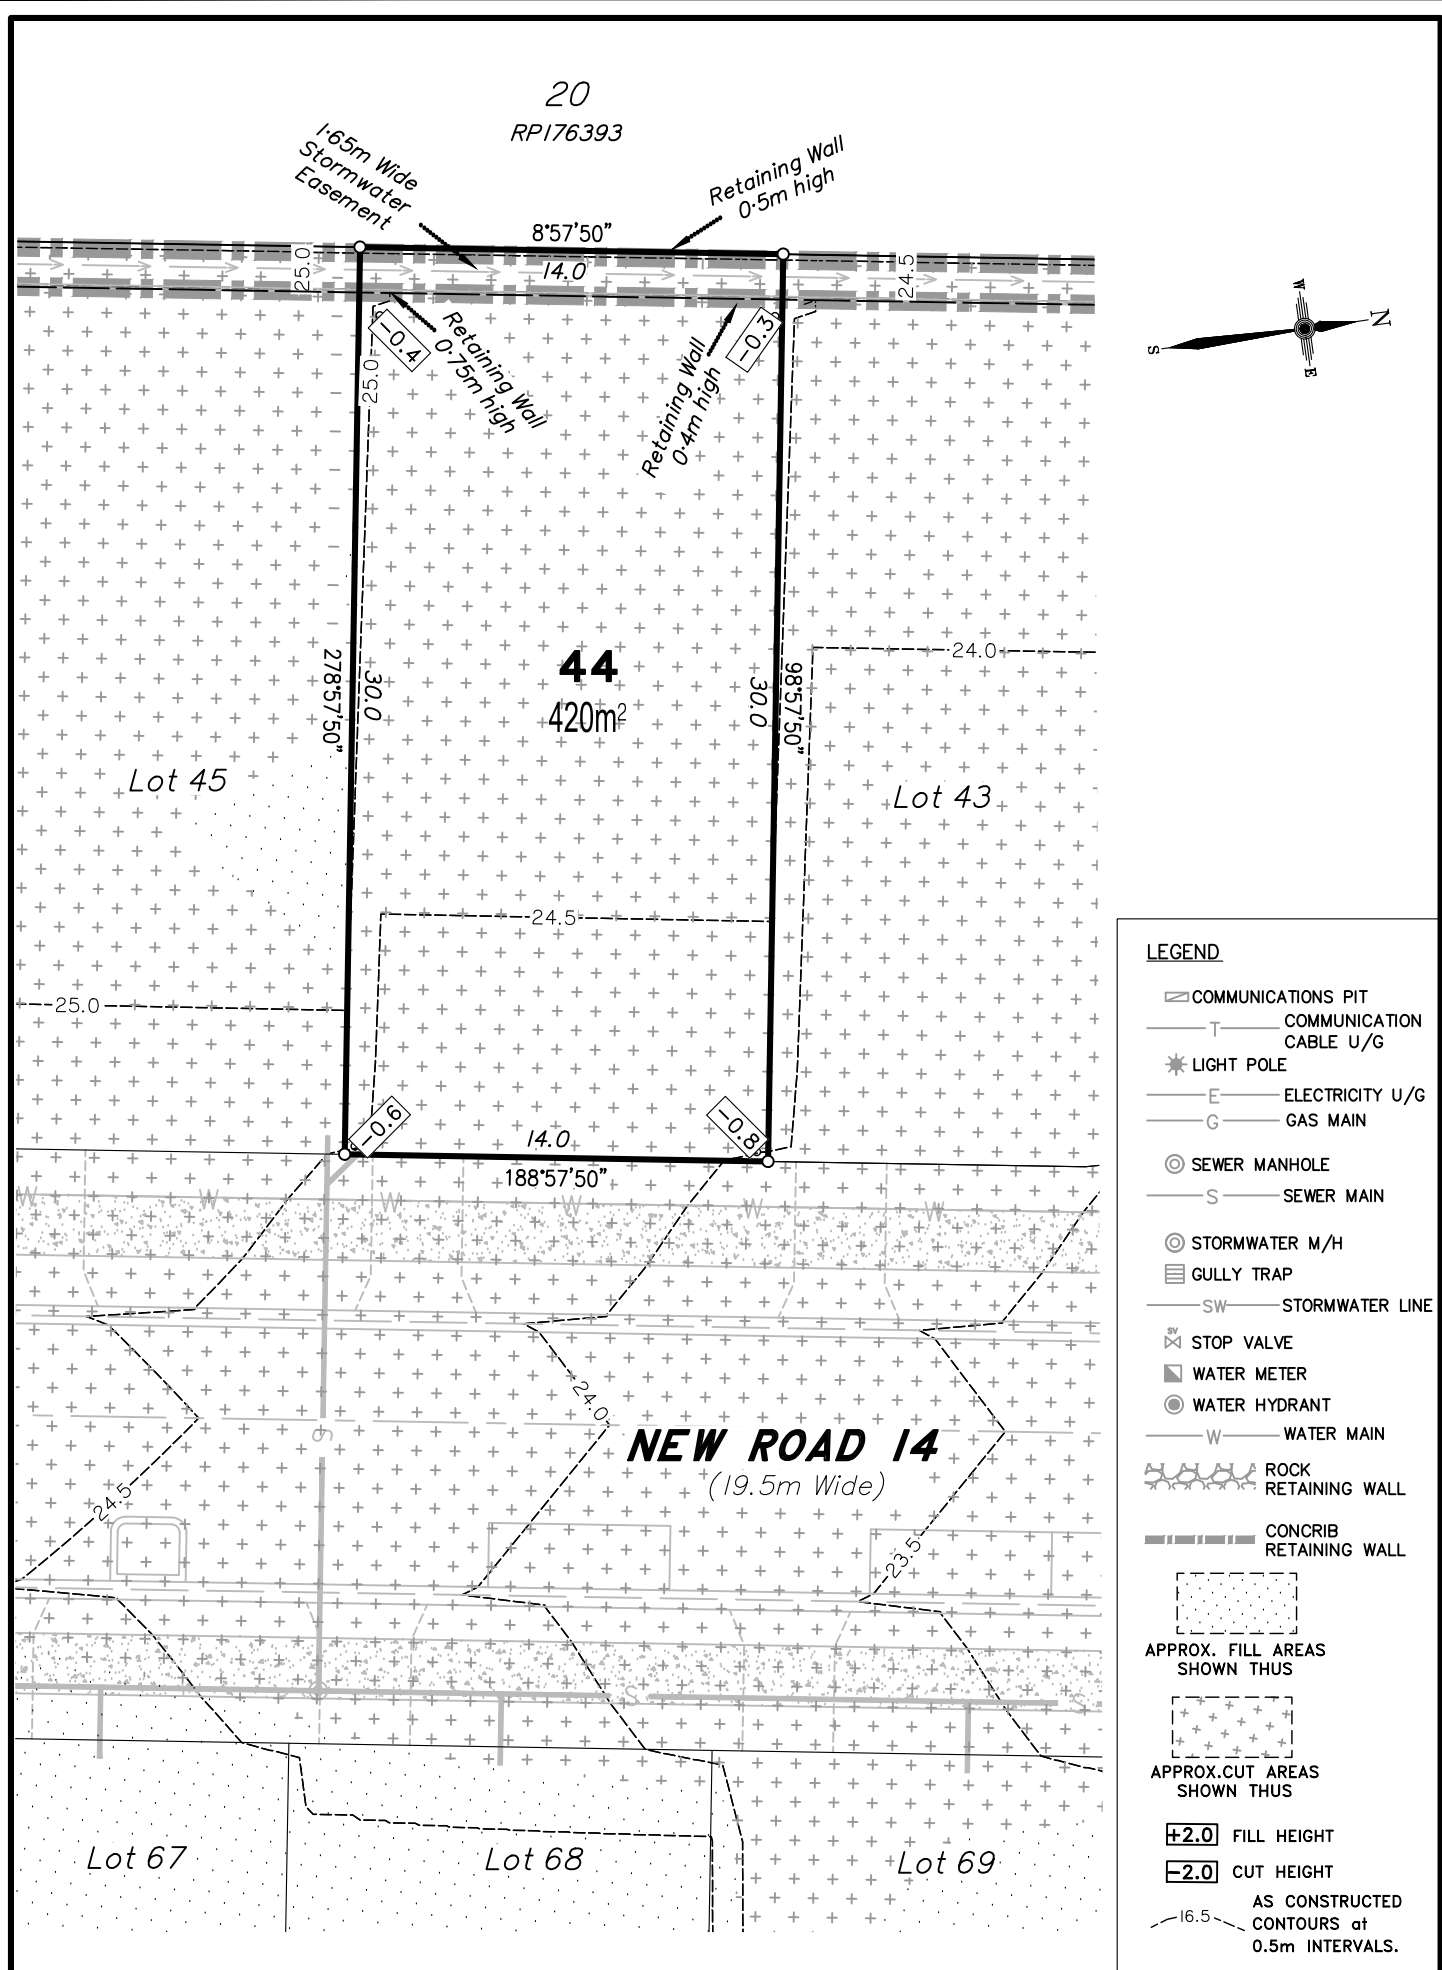 20
RP176393
1·65m Wide
Stormwater
Easement
Retaining Wall
0·5m high
8°57'50"
14.0
25.0
24.5
W
N
S
E
-0.4
Retaining Wall
0·75m high
Retaining Wall
0·4m high
-0.3
25.0
44
420m²
278°57'50"
30.0
30.0
98°57'50"
24.0
Lot 45
Lot 43
24.5
25.0
-0.6
14.0
-0.8
188°57'50"
W W W W W W
24.0
S
NEW ROAD 14
(19.5m Wide)
24.5
23.5
S
S
Lot 67
Lot 68
Lot 69
LEGEND
COMMUNICATIONS PIT
T COMMUNICATION
CABLE U/G
LIGHT POLE
E ELECTRICITY U/G
G GAS MAIN
SEWER MANHOLE
S SEWER MAIN
STORMWATER M/H
GULLY TRAP
SW STORMWATER LINE
SV
STOP VALVE
WATER METER
WATER HYDRANT
W WATER MAIN
ROCK
RETAINING WALL
CONCRIB
RETAINING WALL
APPROX. FILL AREAS
SHOWN THUS
APPROX.CUT AREAS
SHOWN THUS
+2.0 FILL HEIGHT
-2.0 CUT HEIGHT
AS CONSTRUCTED
16.5 CONTOURS at
0.5m INTERVALS.